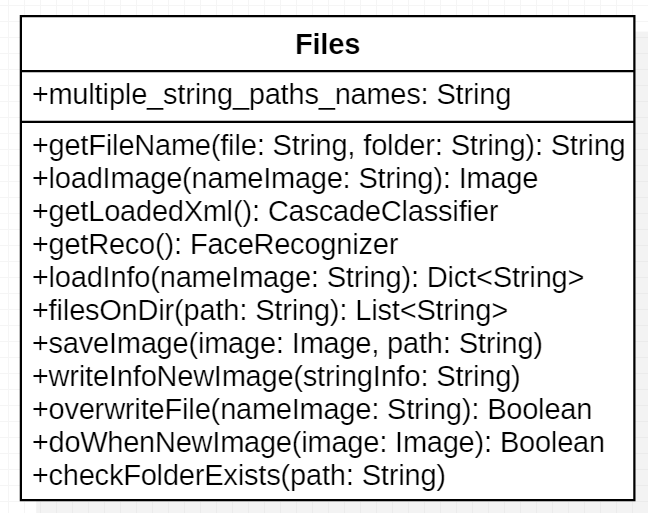 Files
+multiple_string_paths_names: String
+getFileName(file: String, folder: String): String
+loadImage(nameImage: String): Image
+getLoadedXml(): CascadeClassifier
+getReco(): FaceRecognizer
+loadInfo(nameImage: String): Dict<String>
+filesOnDir(path: String): List<String>
+saveImage(image: Image, path: String)
+writeInfoNewImage(stringInfo: String)
+overwriteFile(nameImage: String): Boolean
+doWhenNewImage(image: Image): Boolean
+checkFolderExists(path: String)